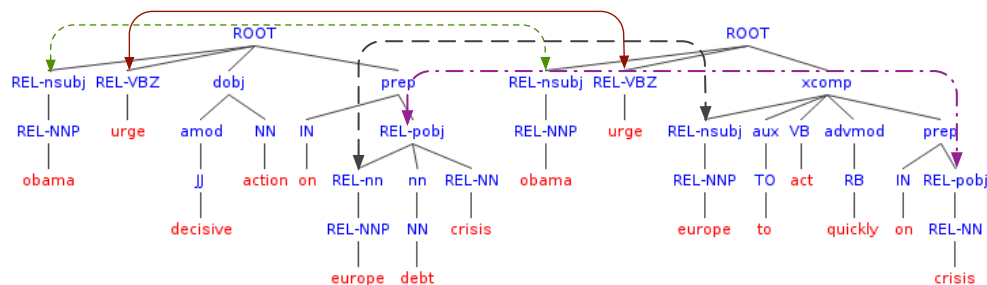 ROOT ROOT
REL-nsubj REL-VBZ dobj prep REL-nsubj REL-VBZ xcomp
REL-NNP urge amod NN IN REL-pobj REL-NNP urge REL-nsubj aux VB advmod prep
obama JJ action on REL-nn nn REL-NN obama REL-NNP TO act RB IN REL-pobj
decisive REL-NNP NN crisis europe to quickly on REL-NN
europe debt crisis